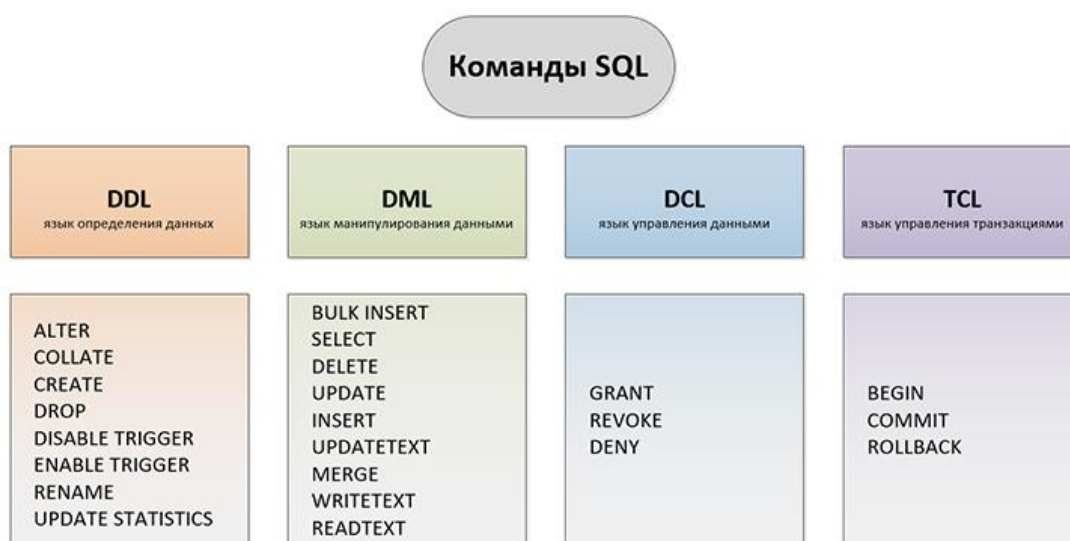 Команды SQL
DDL
язык определения данных
DML
язык манипулирования данными
DCL
язык управления данными
TCL
язык управления транзакциями
ALTER
COLLATE
CREATE
DROP
DISABLE TRIGGER
ENABLE TRIGGER
RENAME
UPDATE STATISTICS
BULK INSERT
SELECT
DELETE
UPDATE
INSERT
UPDATETEXT
MERGE
WRITETEXT
READTEXT
GRANT
REVOKE
DENY
BEGIN
COMMIT
ROLLBACK